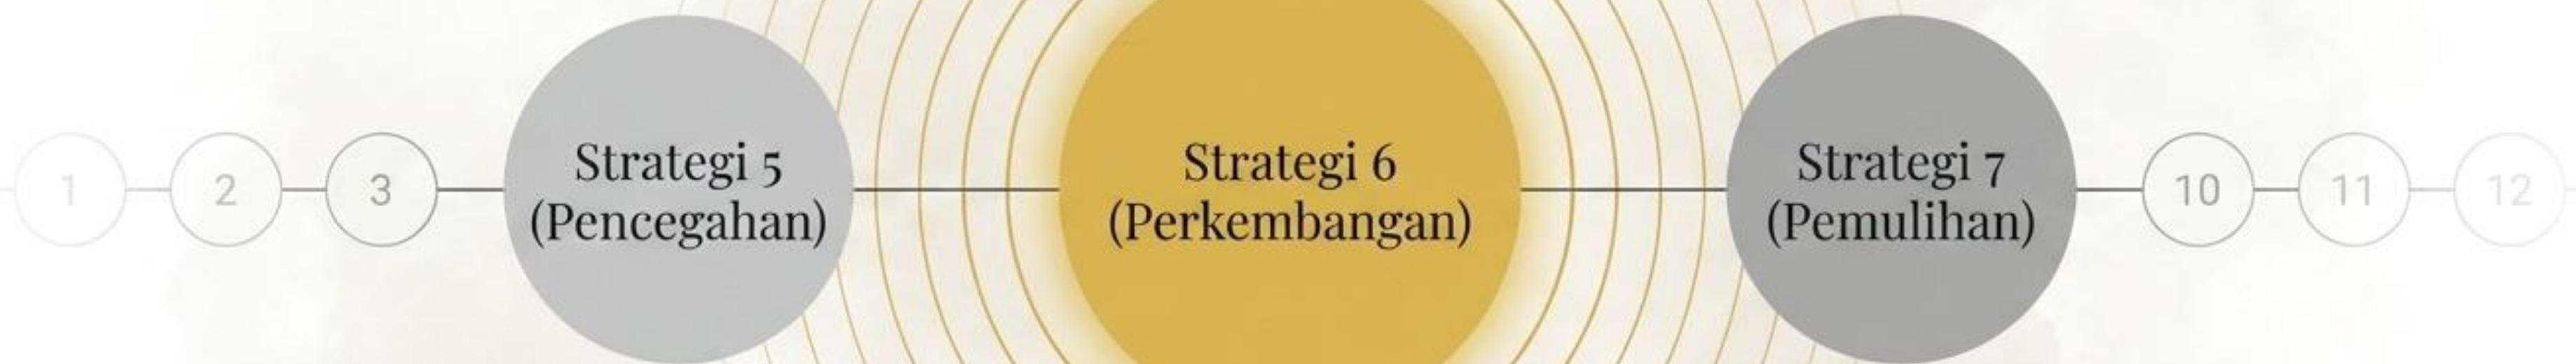 1
2
3
Strategi 5
(Pencegahan)
Strategi 6
(Perkembangan)
Strategi 7
(Pemulihan)
10
11
12